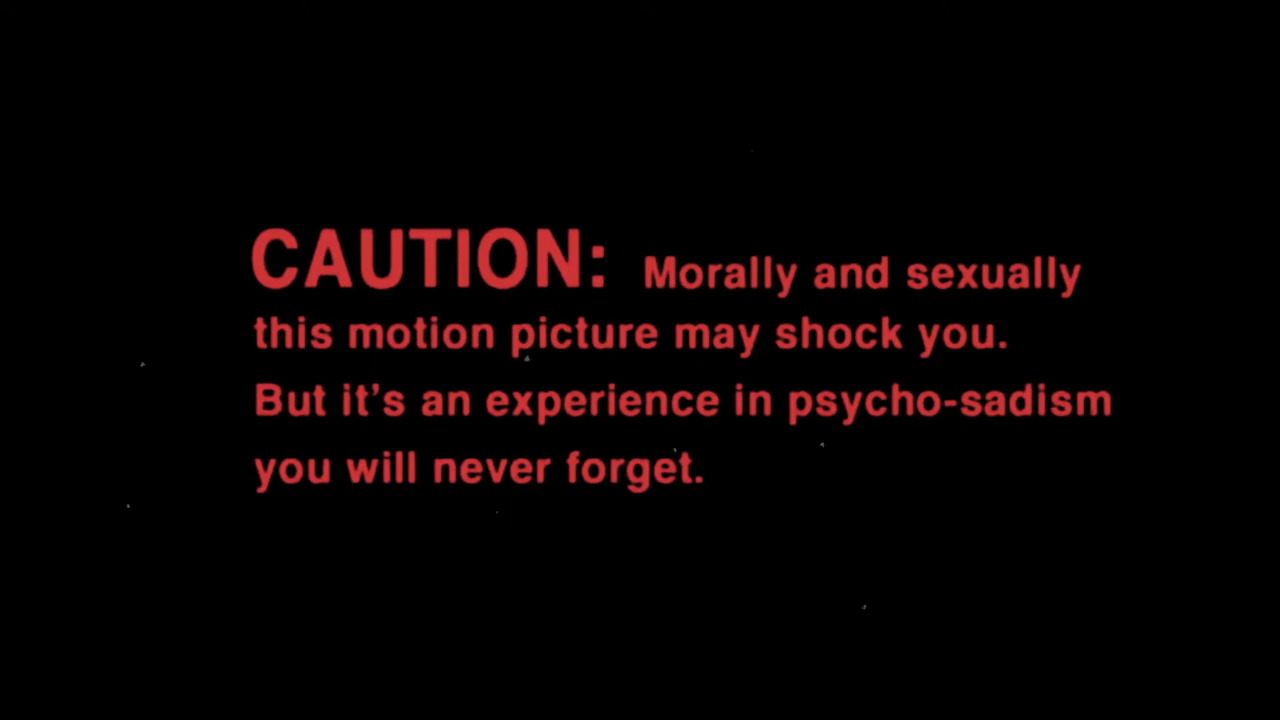 CAUTION: Morally and sexually
this motion picture may shock you.
But it's an experience in psycho-sadism
you will never forget.